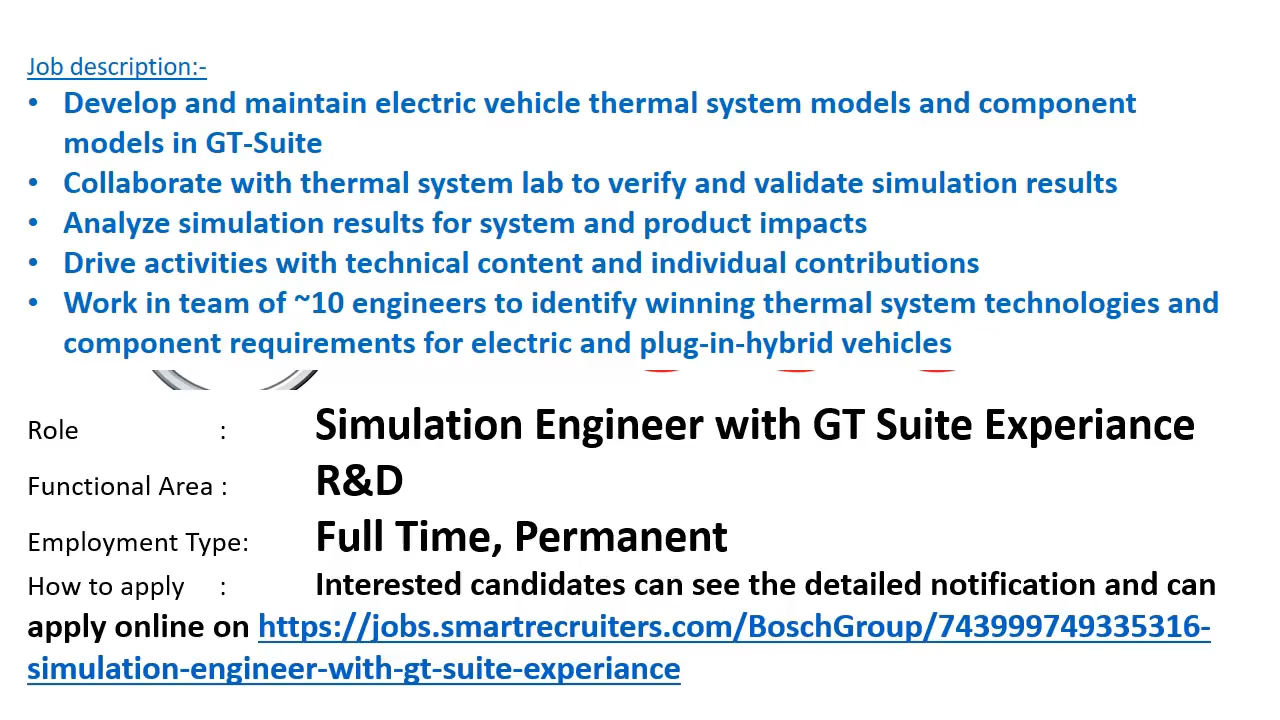 Job description:-
• Develop and maintain electric vehicle thermal system models and component
models in GT-Suite
• Collaborate with thermal system lab to verify and validate simulation results
• Analyze simulation results for system and product impacts
• Drive activities with technical content and individual contributions
• Work in team of ~10 engineers to identify winning thermal system technologies and
component requirements for electric and plug-in-hybrid vehicles
Role : Simulation Engineer with GT Suite Experiance
Functional Area : R&D
Employment Type: Full Time, Permanent
How to apply : Interested candidates can see the detailed notification and can
apply online on https://jobs.smartrecruiters.com/BoschGroup/743999749335316-
simulation-engineer-with-gt-suite-experiance